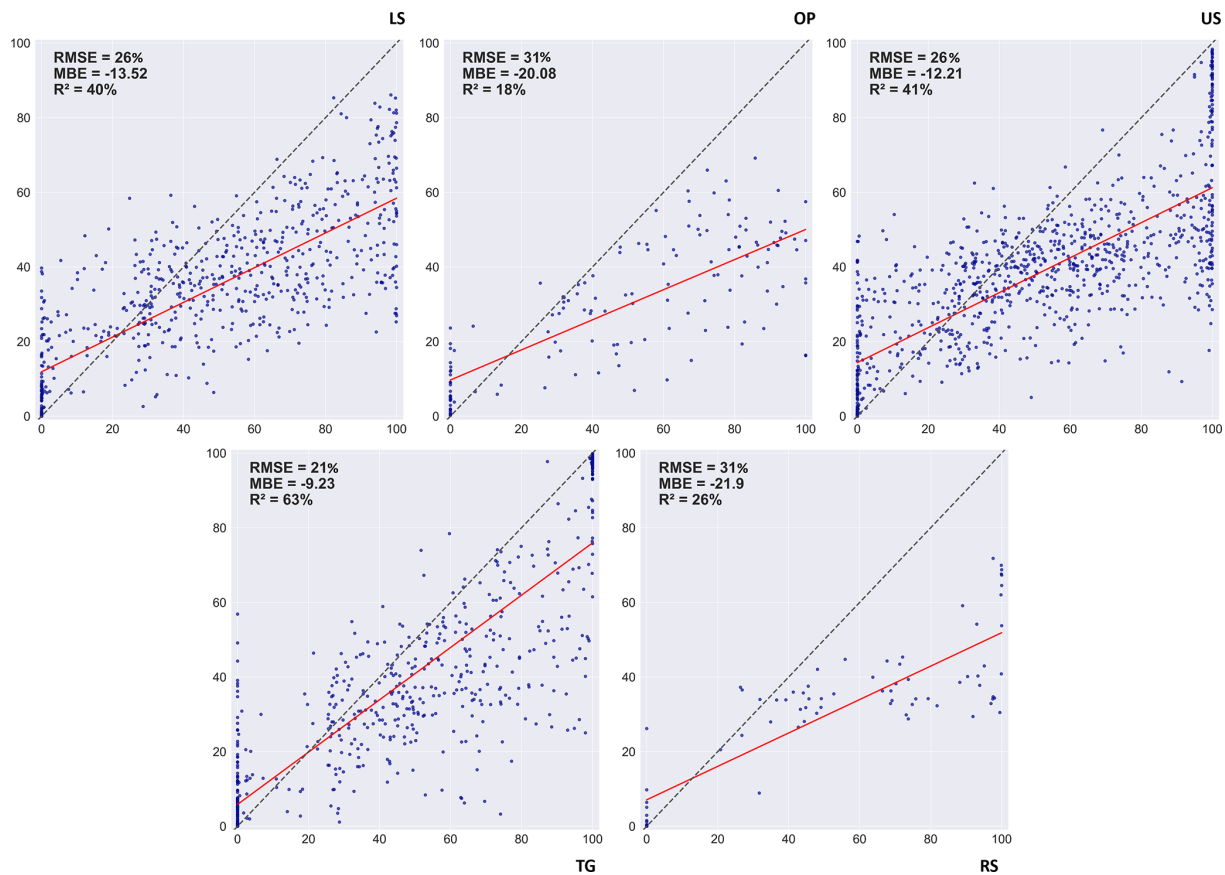 LS
OP
US
RMSE = 26%
MBE = -13.52
R² = 40%
100
80
60
40
20
0
0 20 40 60 80 100
RMSE = 31%
MBE = -20.08
R² = 18%
100
80
60
40
20
0
0 20 40 60 80 100
RMSE = 26%
MBE = -12.21
R² = 41%
100
80
60
40
20
0
0 20 40 60 80 100
RMSE = 21%
MBE = -9.23
R² = 63%
100
80
60
40
20
0
0 20 40 60 80 100
TG
RMSE = 31%
MBE = -21.9
R² = 26%
100
80
60
40
20
0
0 20 40 60 80 100
RS